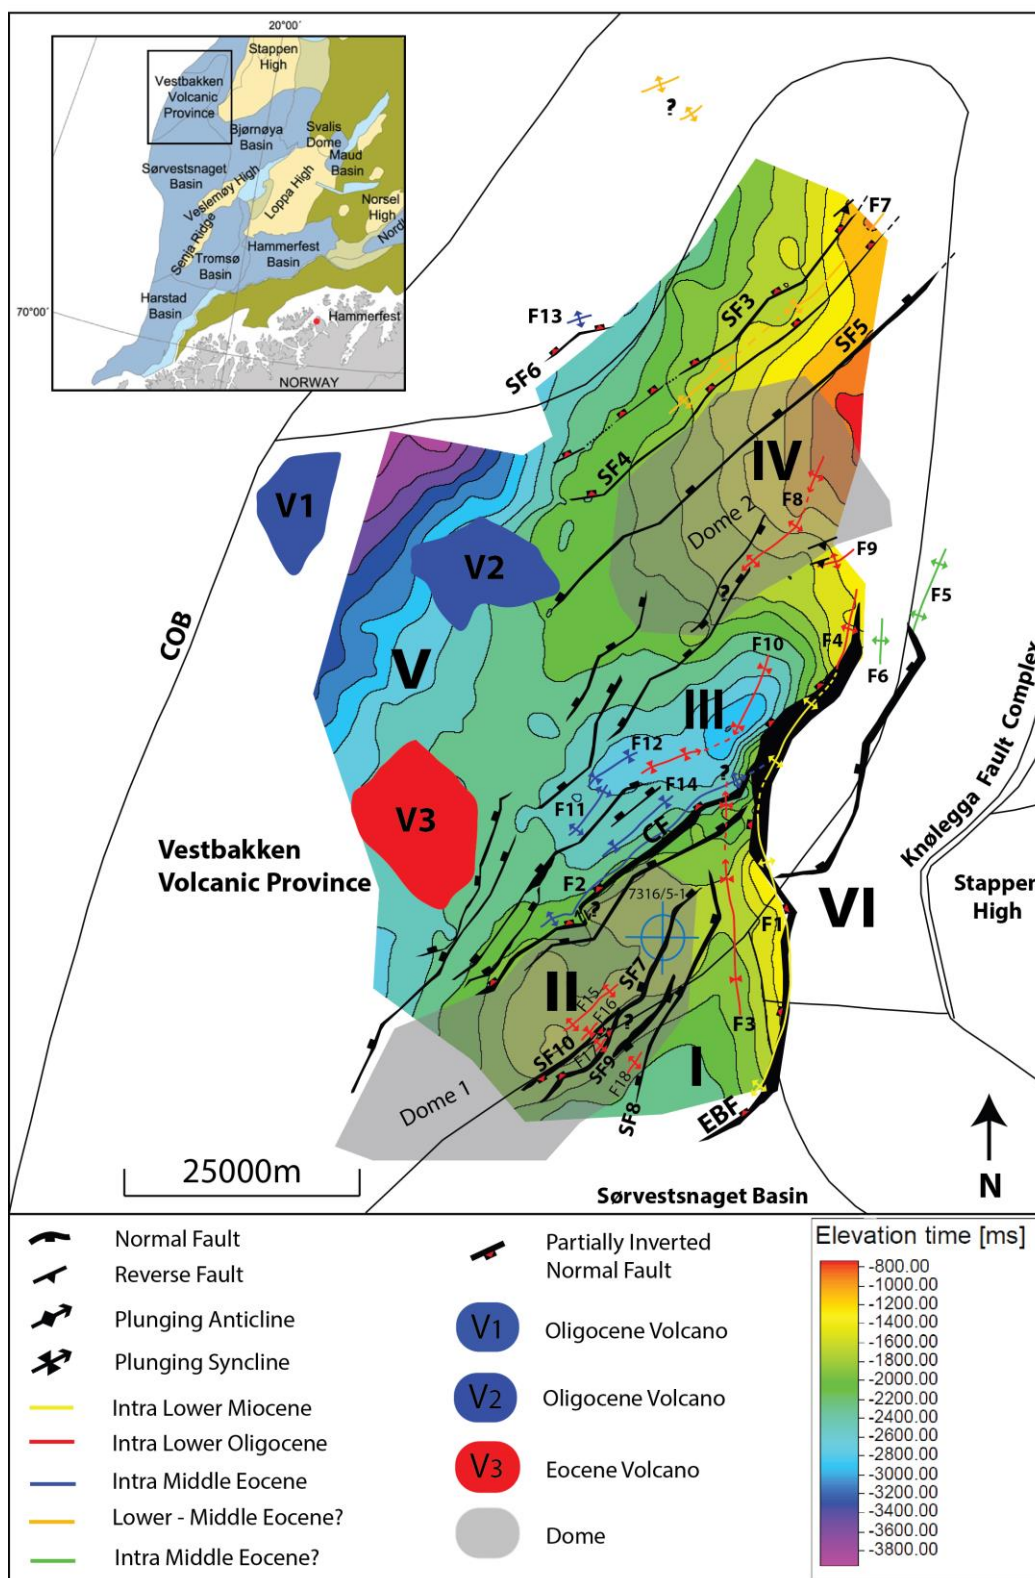 20°00´
Stappen
High
Vestbakken
Volcanic
Province
Bjørnøya
Basin
Svalis
Dome
Maud
Basin
Sørvestsnaget
Basin
Veslemøy High
Loppa High
Norsel
High
Senja Ridge
Nordk
Tromsø
Basin
Hammerfest
Basin
Harstad
Basin
70°00´
Hammerfest
NORWAY
?
F7
F13
SF6
SF3
SF5
SF4
IV
F8
Dome 2
V1
V2
F9
F5
?
F4
F6
COB
V
F10
III
F12
?
F14
F11
V3
CF
Vestbakken
Volcanic Province
F2
7316/5-1
?
Knølegga Fault Complex
Stappen
High
VI
F1
II
SF7
F15
F16
?
F3
SF10
F17
SF9
F18
I
SF8
Dome 1
EBF
25000m
N
Sørvestsnaget Basin
Normal Fault
Reverse Fault
Plunging Anticline
Plunging Syncline
Intra Lower Miocene
Intra Lower Oligocene
Intra Middle Eocene
Lower - Middle Eocene?
Intra Middle Eocene?
Partially Inverted
Normal Fault
V1 Oligocene Volcano
V2 Oligocene Volcano
V3 Eocene Volcano
Dome
Elevation time [ms]
-800.00
-1000.00
-1200.00
-1400.00
-1600.00
-1800.00
-2000.00
-2200.00
-2400.00
-2600.00
-2800.00
-3000.00
-3200.00
-3400.00
-3600.00
-3800.00